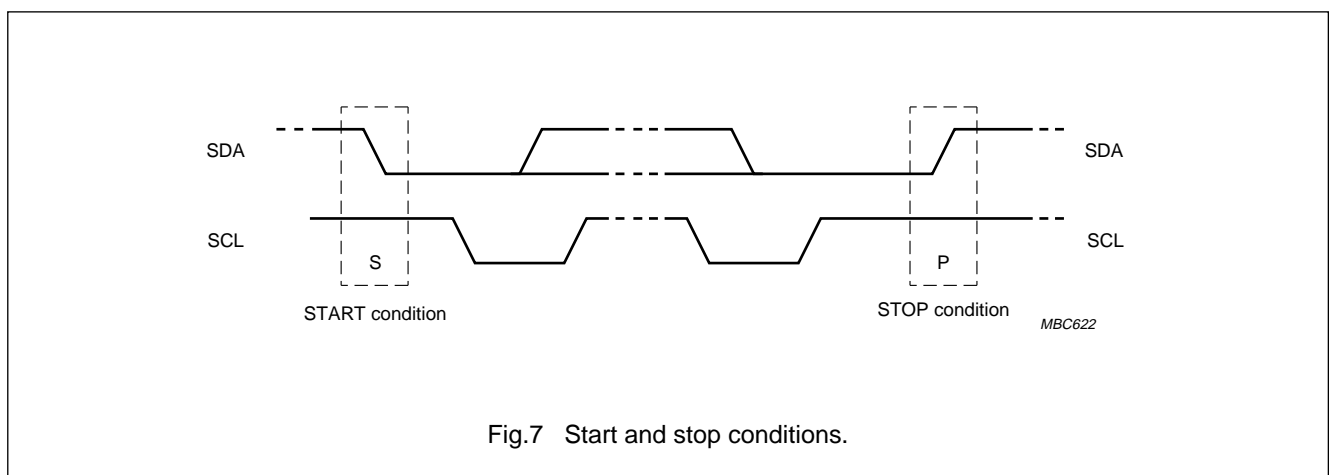 SDA
SDA
SCL
SCL
S
P
START condition
STOP condition
MBC622
Fig.7 Start and stop conditions.